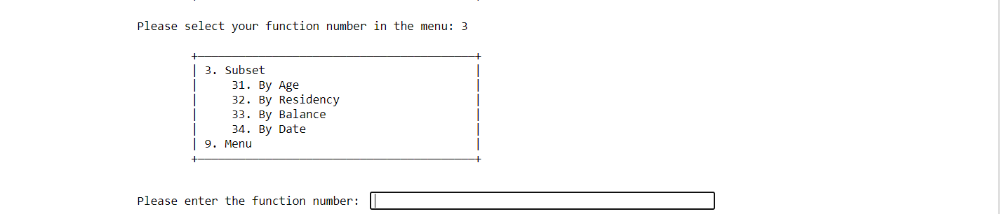 Please select your function number in the menu: 3
3. Subset
31. By Age
32. By Residency
33. By Balance
34. By Date
9. Menu
Please enter the function number: